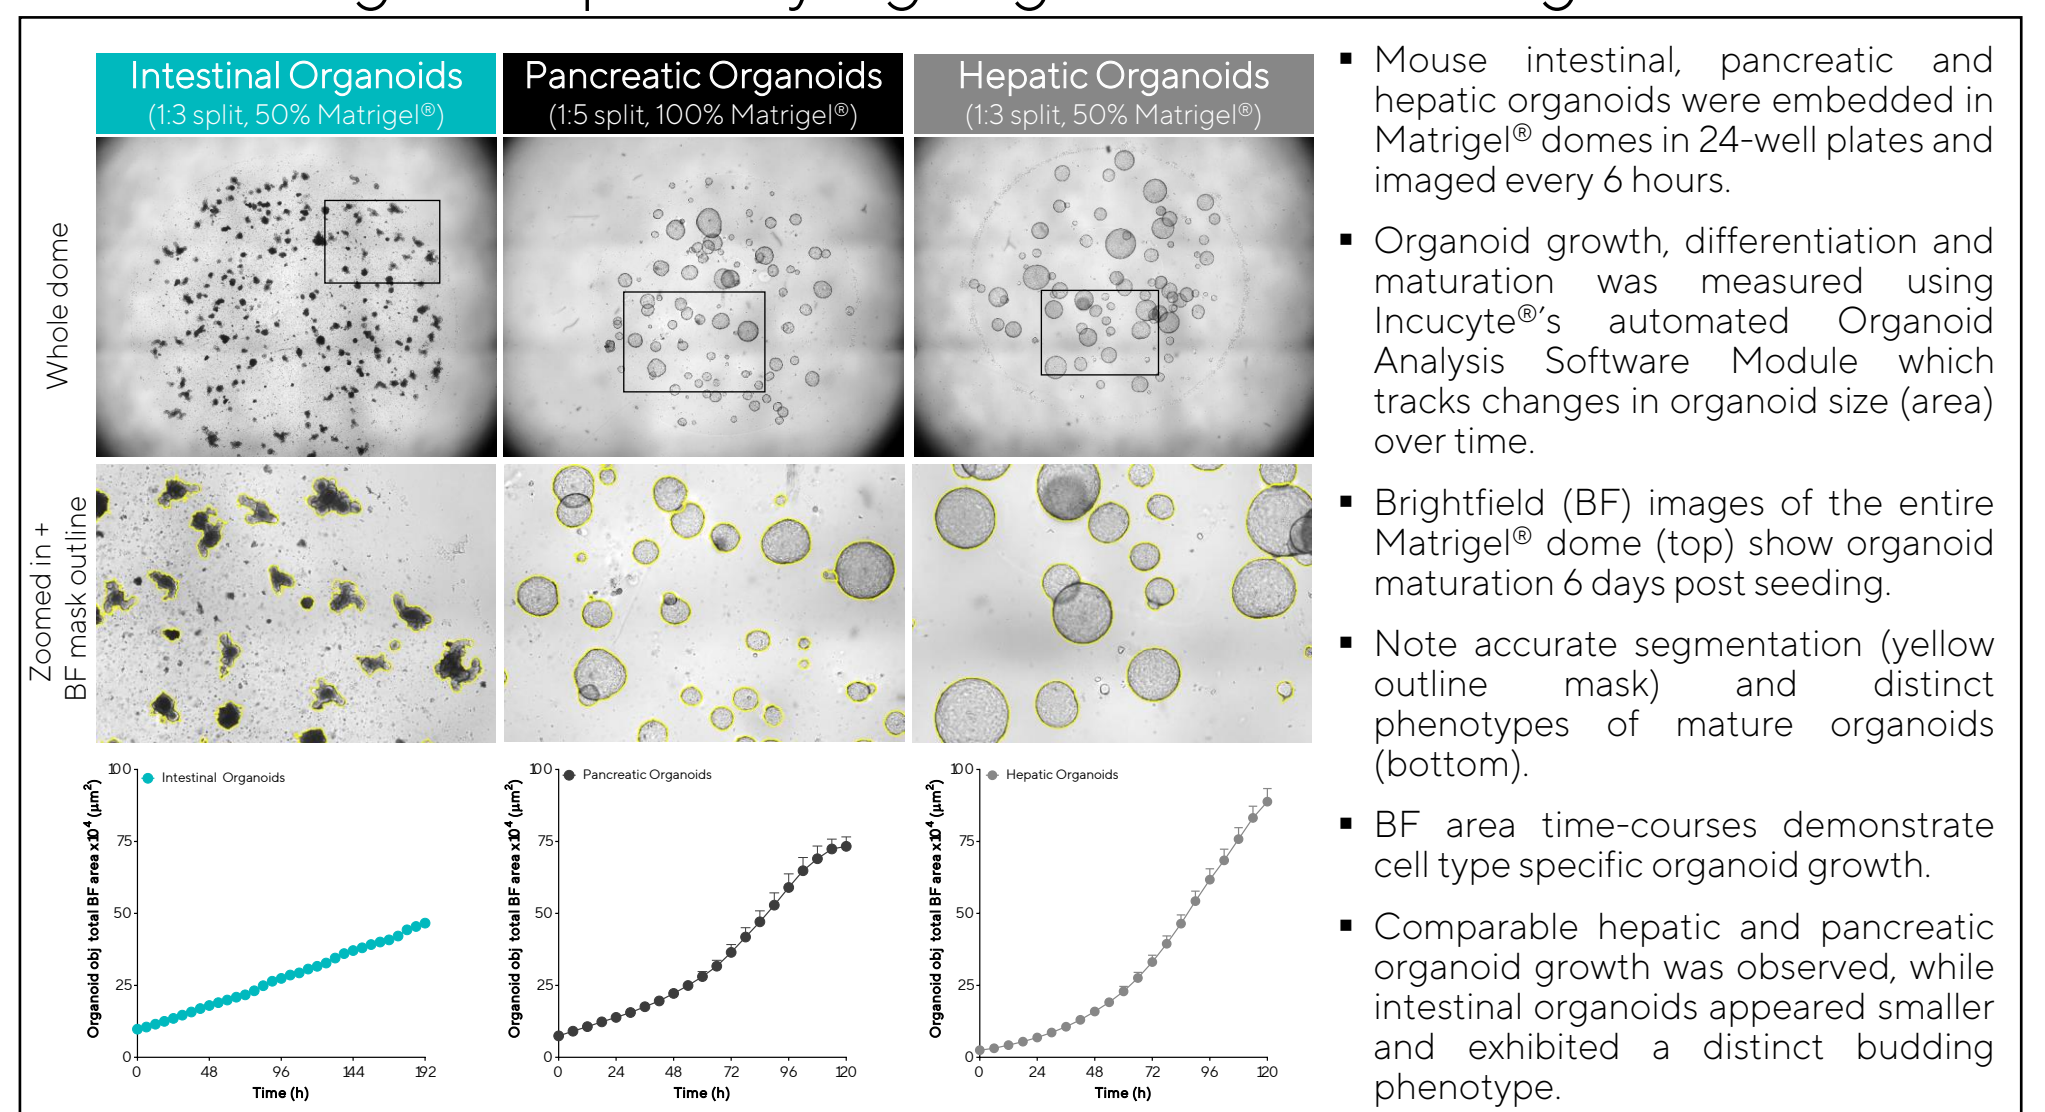 Intestinal Organoids
(1:3 split, 50% Matrigel®)
Pancreatic Organoids
(1:5 split, 100% Matrigel®)
Hepatic Organoids
(1:3 split, 50% Matrigel®)
Whole dome
Zoomed in +
BF mask outline
Organoid obj total BF area x10⁴ (µm²)
100
75
50
25
0
Intestinal Organoids
0 48 96 144 192
Time (h)
Organoid obj total BF area x10⁴ (µm²)
100
75
50
25
0
Pancreatic Organoids
0 24 48 72 96 120
Time (h)
Organoid obj total BF area x10⁴ (µm²)
100
75
50
25
0
Hepatic Organoids
0 24 48 72 96 120
Time (h)
▪ Mouse intestinal, pancreatic and
hepatic organoids were embedded in
Matrigel® domes in 24-well plates and
imaged every 6 hours.
▪ Organoid growth, differentiation and
maturation was measured using
Incucyte®’s automated Organoid
Analysis Software Module which
tracks changes in organoid size (area)
over time.
▪ Brightfield (BF) images of the entire
Matrigel® dome (top) show organoid
maturation 6 days post seeding.
▪ Note accurate segmentation (yellow
outline mask) and distinct
phenotypes of mature organoids
(bottom).
▪ BF area time-courses demonstrate
cell type specific organoid growth.
▪ Comparable hepatic and pancreatic
organoid growth was observed, while
intestinal organoids appeared smaller
and exhibited a distinct budding
phenotype.